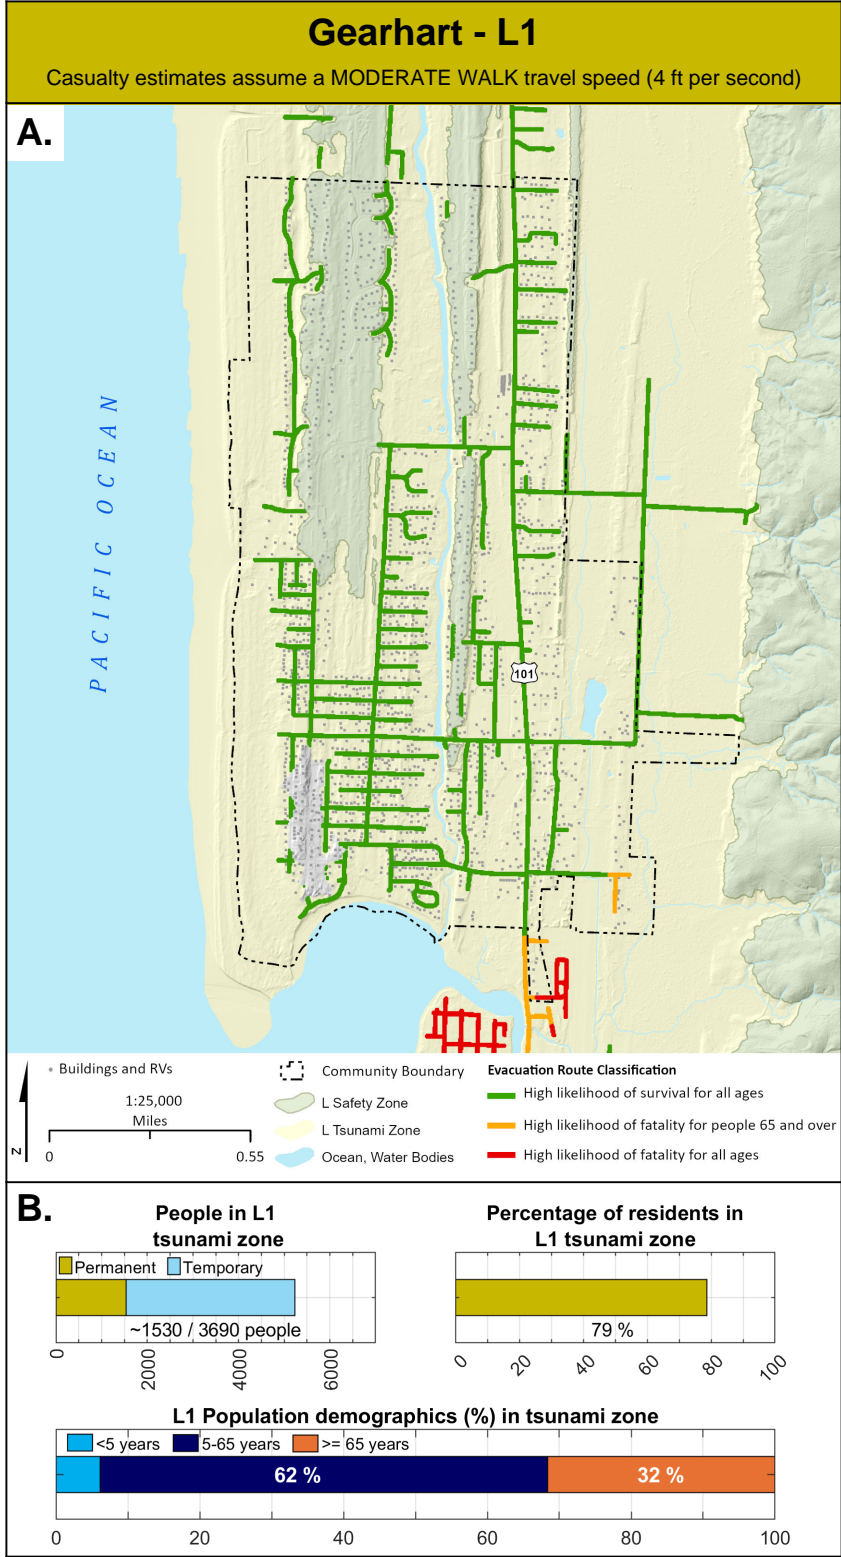 Gearhart - L1
Casualty estimates assume a MODERATE WALK travel speed (4 ft per second)
A.
PACIFIC OCEAN
101
Buildings and RVs
1:25,000
Miles
0 0.55
N
Community Boundary
L Safety Zone
L Tsunami Zone
Ocean, Water Bodies
Evacuation Route Classification
High likelihood of survival for all ages
High likelihood of fatality for people 65 and over
High likelihood of fatality for all ages
B.
People in L1
tsunami zone
Permanent Temporary
~1530 / 3690 people
0 2000 4000 6000
Percentage of residents in
L1 tsunami zone
79 %
0 20 40 60 80 100
L1 Population demographics (%) in tsunami zone
<5 years 5-65 years >= 65 years
62 % 32 %
0 20 40 60 80 100